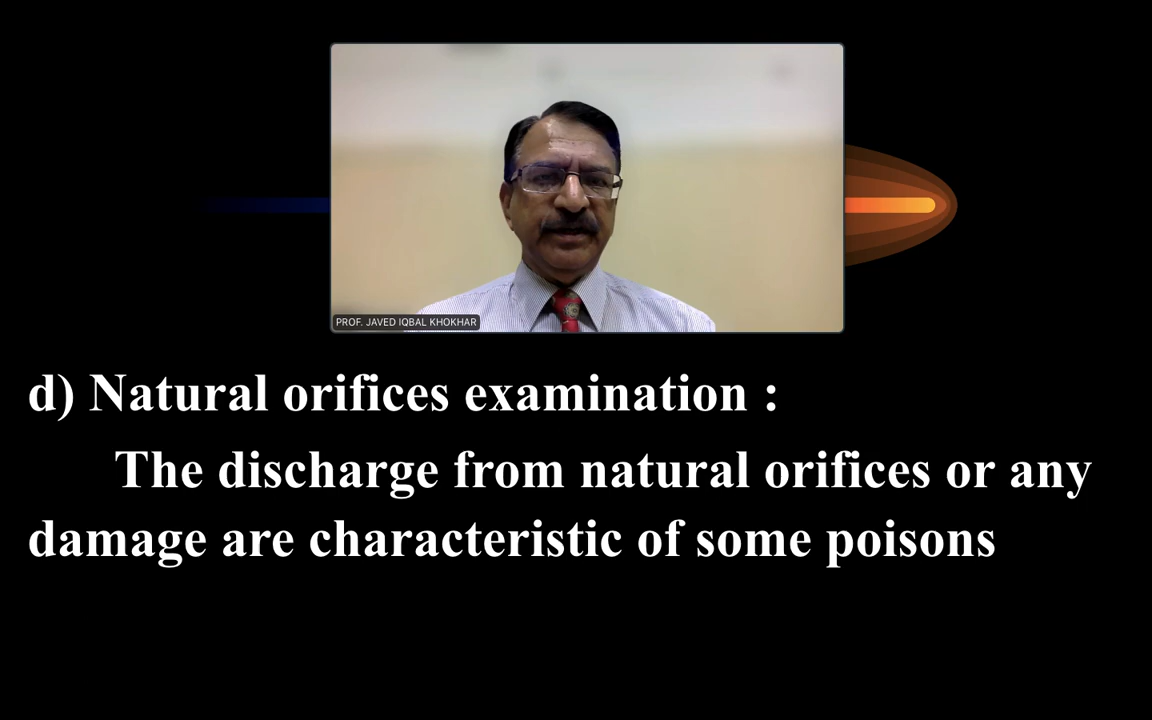 PROF. JAVED IQBAL KHOKHAR
d) Natural orifices examination :
The discharge from natural orifices or any
damage are characteristic of some poisons